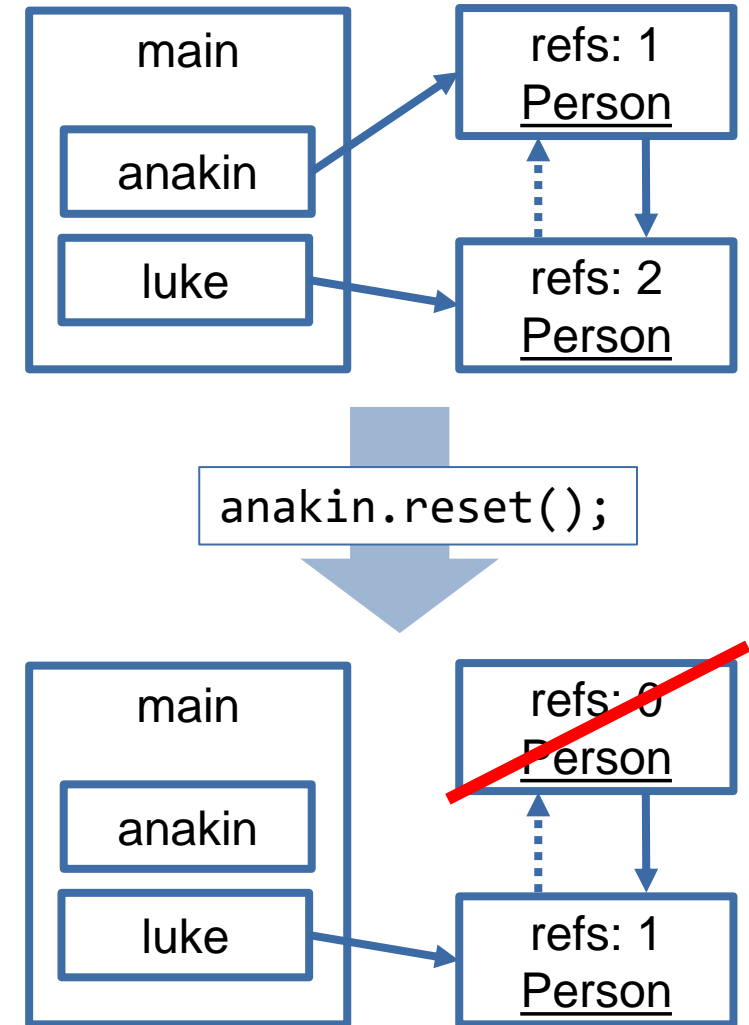 main
anakin
luke
refs: 1
Person
refs: 2
Person
anakin.reset();
main
anakin
luke
refs: 0
Person
refs: 1
Person